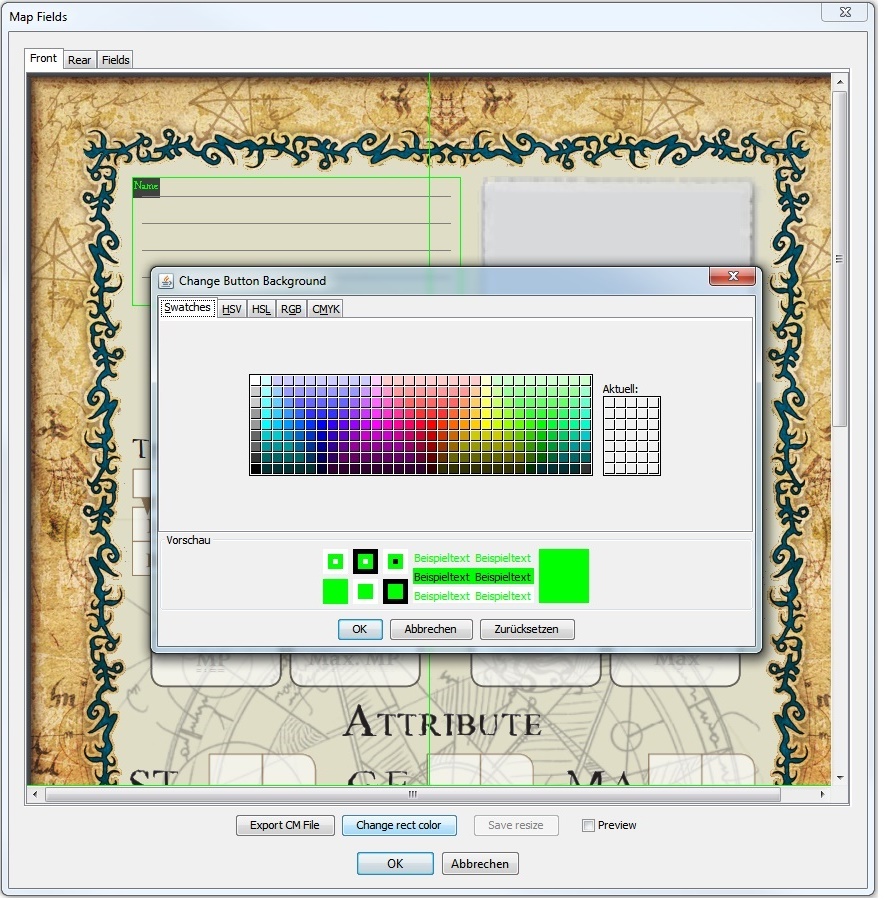 Map Fields
Front Rear Fields
Name
Change Button Background
Swatches HSV HSL RGB CMYK
Aktuell:
Vorschau
Beispieltext Beispieltext
Beispieltext Beispieltext
Beispieltext Beispieltext
OK Abbrechen Zurücksetzen
MP Max. MP Max
ATTRIBUTE
ST GE MA
Export CM File Change rect color Save resize Preview
OK Abbrechen